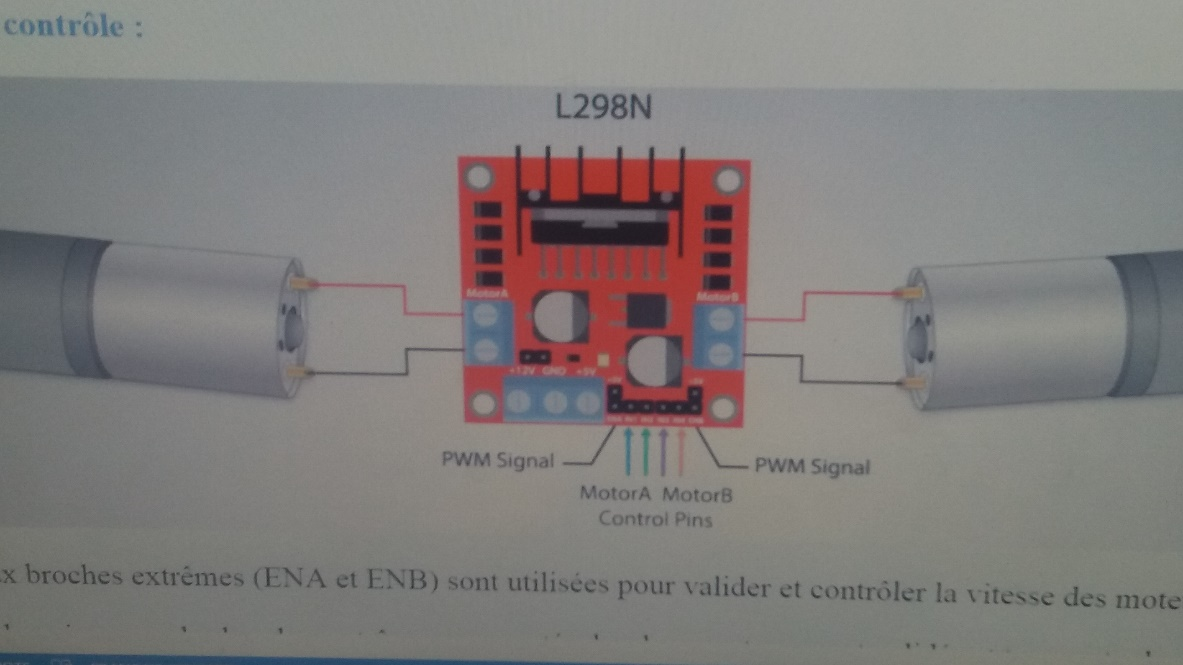 contrôle :
L298N
MotorA
MotorB
+12V GND +5V
PWM Signal
PWM Signal
MotorA MotorB
Control Pins
broches extrêmes (ENA et ENB) sont utilisées pour valider et contrôler la vitesse des